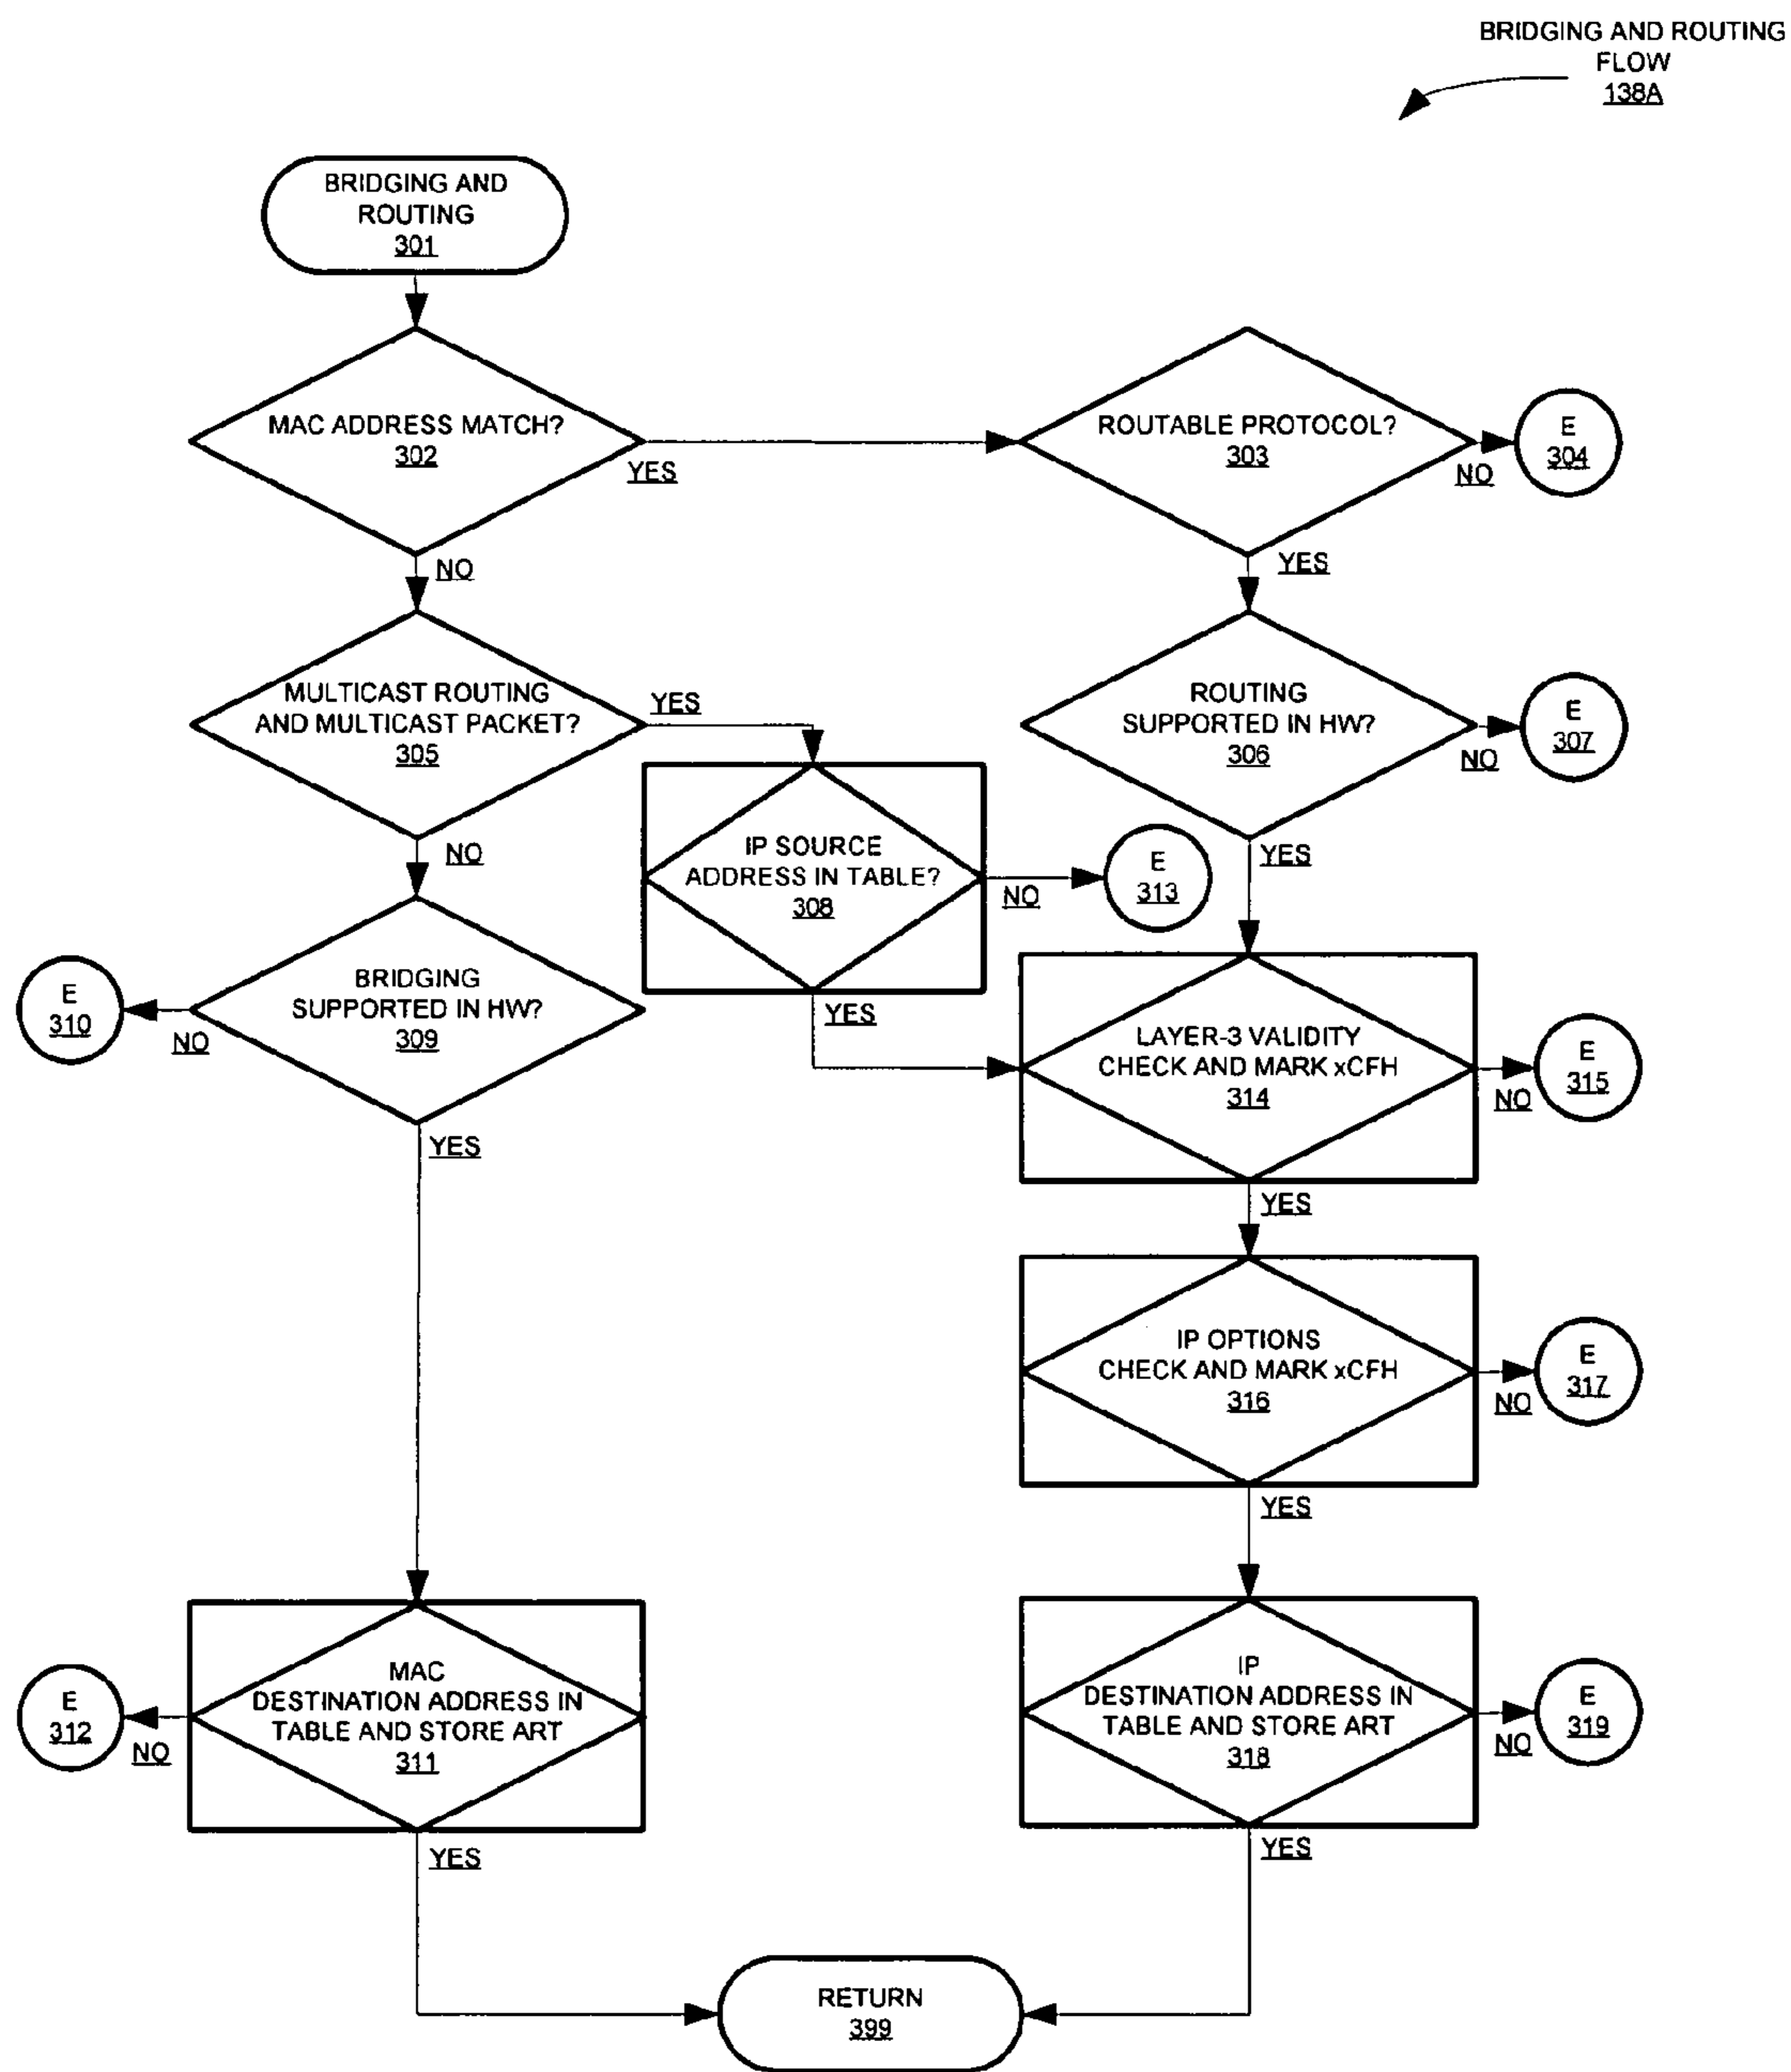 BRIDGING AND ROUTING
FLOW
138A
BRIDGING AND
ROUTING
301
MAC ADDRESS MATCH?
302
YES
NO
ROUTABLE PROTOCOL?
303
NO
YES
E
304
MULTICAST ROUTING
AND MULTICAST PACKET?
305
YES
NO
ROUTING
SUPPORTED IN HW?
306
NO
YES
E
307
IP SOURCE
ADDRESS IN TABLE?
308
NO
YES
E
313
BRIDGING
SUPPORTED IN HW?
309
NO
YES
E
310
LAYER-3 VALIDITY
CHECK AND MARK xCFH
314
NO
YES
E
315
IP OPTIONS
CHECK AND MARK xCFH
316
NO
YES
E
317
MAC
DESTINATION ADDRESS IN
TABLE AND STORE ART
311
NO
YES
E
312
IP
DESTINATION ADDRESS IN
TABLE AND STORE ART
318
NO
YES
E
319
RETURN
399